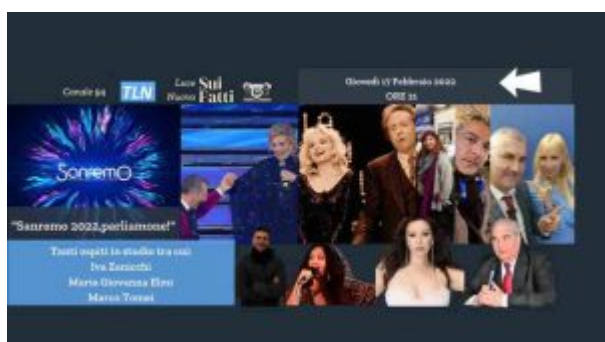 Canale 94
TLN
Luce Sui
Nuova Fatti
Giovedì 17 Febbraio 2022
ORE 21
Sanremo
"Sanremo 2022,parliamone!"
Tanti ospiti in studio tra cui:
Iva Zanicchi
Maria Giovanna Elmi
Marco Tomei